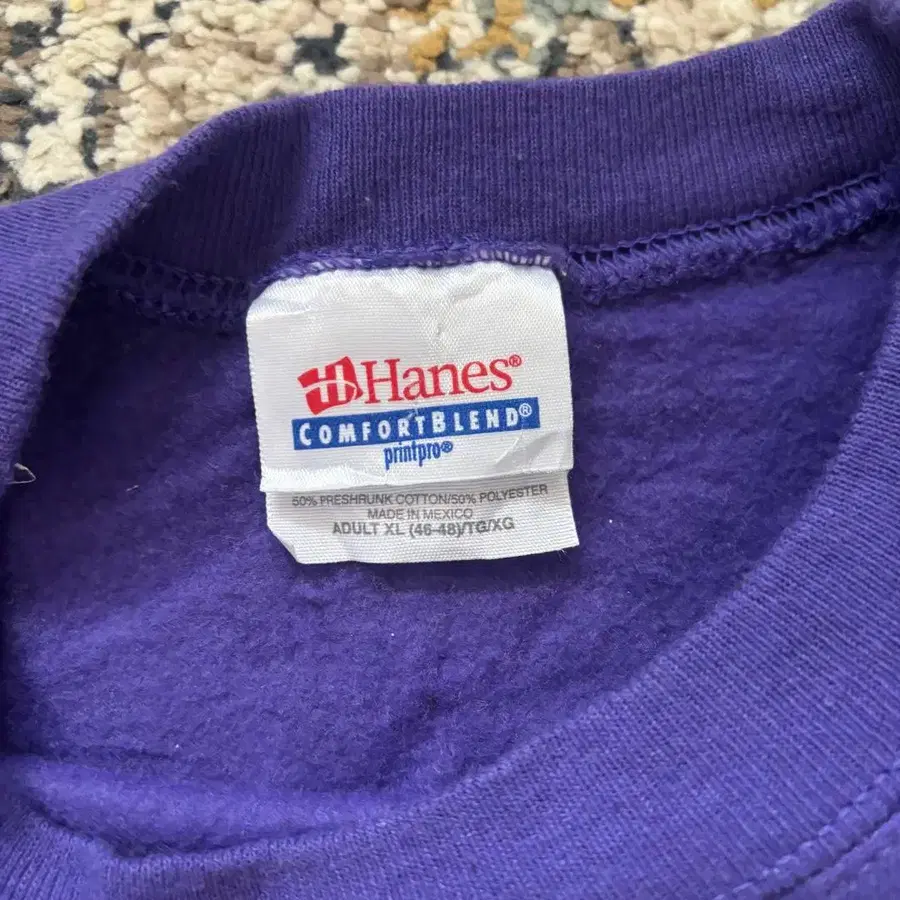 Hanes®
COMFORTBLEND®
printpro®
50% PRESHRUNK COTTON/50% POLYESTER
MADE IN MEXICO
ADULT XL (46-48)/TG/XG